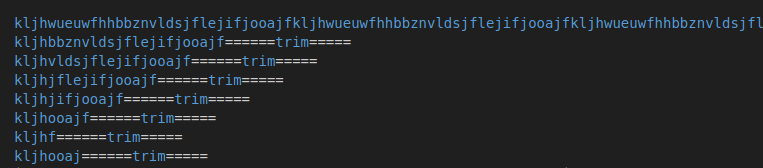 kljhwueuwfhhbbznvldsjflejifjooajfkljhwueuwfhhbbznvldsjflejifjooajfkljhwueuwfhhbbznvldsjfl
kljhbbznvldsjflejifjooajf======trim=====
kljhvldsjflejifjooajf======trim=====
kljhjflejifjooajf======trim=====
kljhjifjooajf======trim=====
kljhooajf======trim=====
kljhf======trim=====
kljhooaj======trim=====